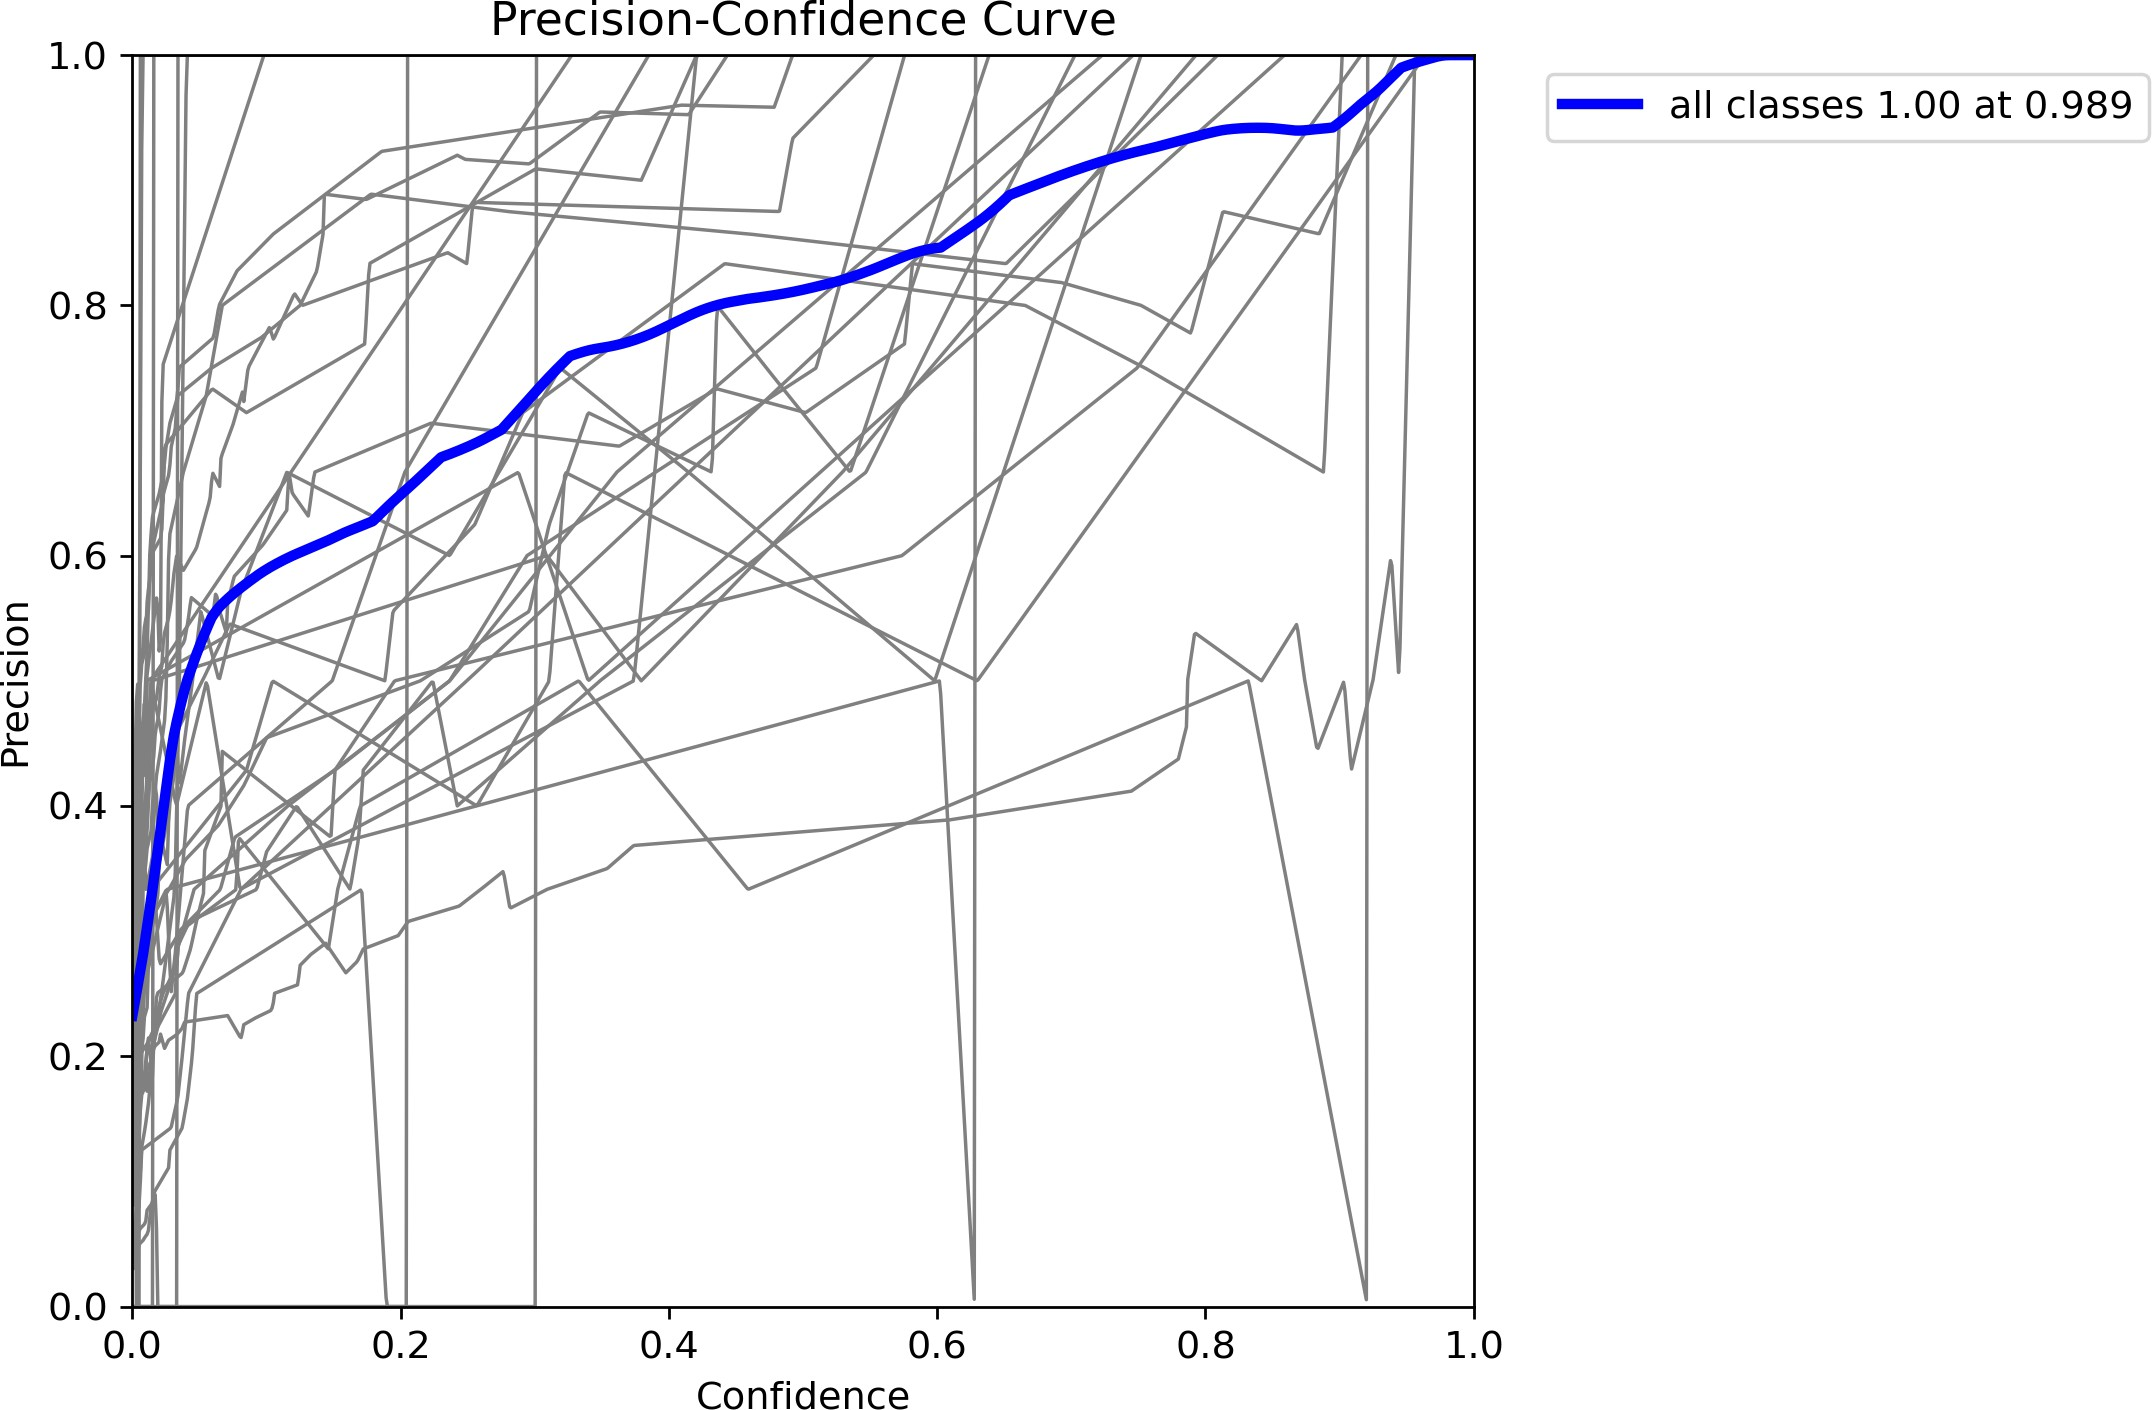 Precision-Confidence Curve
1.0
0.8
0.6
0.4
0.2
0.0
Precision
0.0 0.2 0.4 0.6 0.8 1.0
Confidence
all classes 1.00 at 0.989